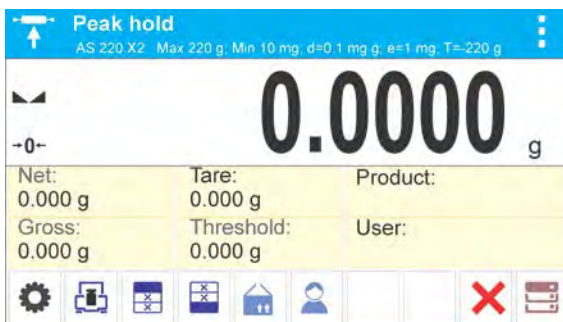 Peak hold
AS 220 X2 Max 220 g; Min 10 mg; d=0.1 mg g; e=1 mg; T=-220 g
→0←
0.0000 g
Net: Tare: Product:
0.000 g 0.000 g
Gross: Threshold: User:
0.000 g 0.000 g